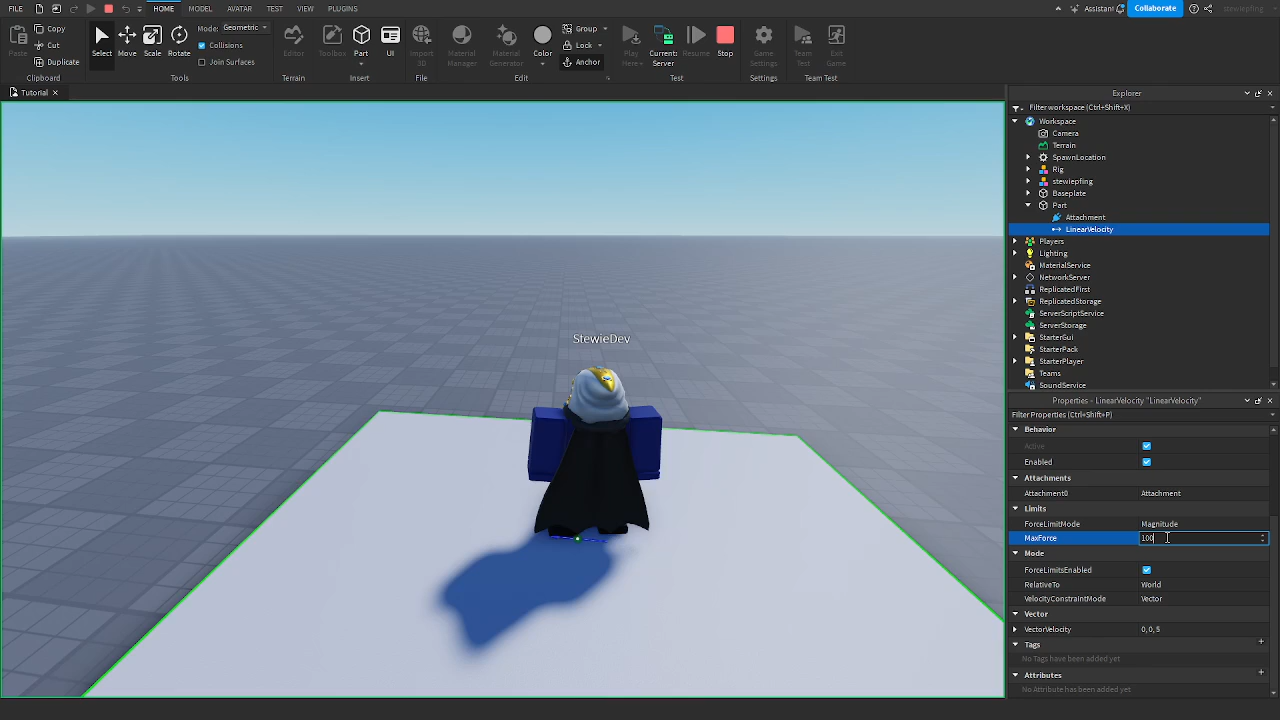 FILE HOME MODEL AVATAR TEST VIEW PLUGINS Assistant Collaborate stewiepfing
Copy Mode: Geometric Group
Cut Collisions Lock
Duplicate Join Surfaces Anchor
Paste Select Move Scale Rotate Editor Toolbox Part UI Import 3D Material Manager Material Generator Color Play Here Current: Server Resume Stop Game Settings Team Test Exit Game
Clipboard Tools Terrain Insert File Edit Test Settings Team Test
Tutorial
Explorer
Filter workspace (Ctrl+Shift+X)
Workspace
Camera
Terrain
SpawnLocation
Rig
stewiepfing
Baseplate
Part
Attachment
LinearVelocity
Players
Lighting
MaterialService
NetworkServer
ReplicatedFirst
ReplicatedStorage
ServerScriptService
ServerStorage
StarterGui
StarterPack
StarterPlayer
Teams
SoundService
StewieDev
Properties - LinearVelocity "LinearVelocity"
Filter Properties (Ctrl+Shift+P)
Behavior
Active
Enabled
Attachments
Attachment0 Attachment
Limits
ForceLimitMode Magnitude
MaxForce 100
Mode
ForceLimitsEnabled
RelativeTo World
VelocityConstraintMode Vector
Vector
VectorVelocity 0, 0, 5
Tags
No Tags have been added yet
Attributes
No Attribute has been added yet